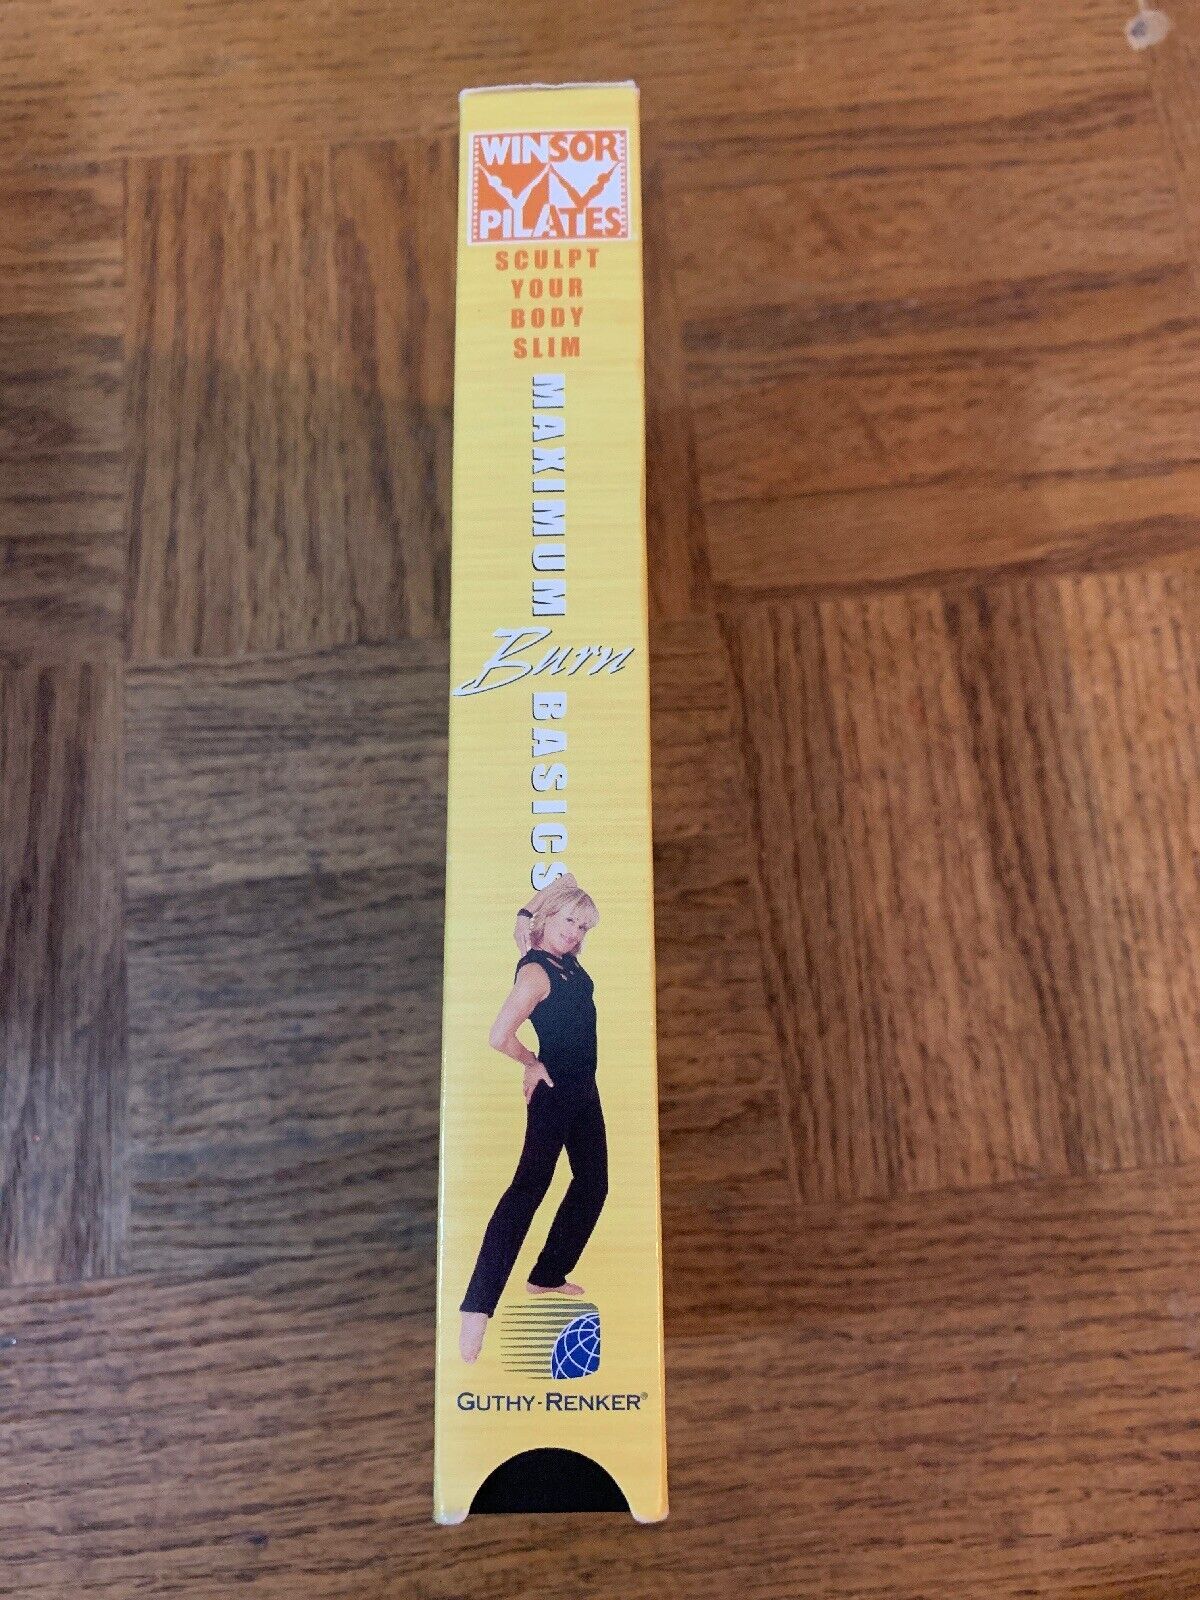 WINSOR
PILATES
SCULPT
YOUR
BODY
SLIM
MAXIMUM
Burn
BASICS
GUTHY-RENKER®